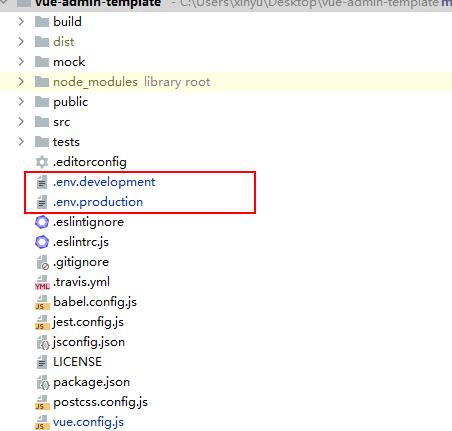 vue-admin-template - C:\Users\xinyu\Desktop\vue-admin-template
build
dist
mock
node_modules library root
public
src
tests
.editorconfig
.env.development
.env.production
.eslintignore
.eslintrc.js
.gitignore
.travis.yml
babel.config.js
jest.config.js
jsconfig.json
LICENSE
package.json
postcss.config.js
vue.config.js